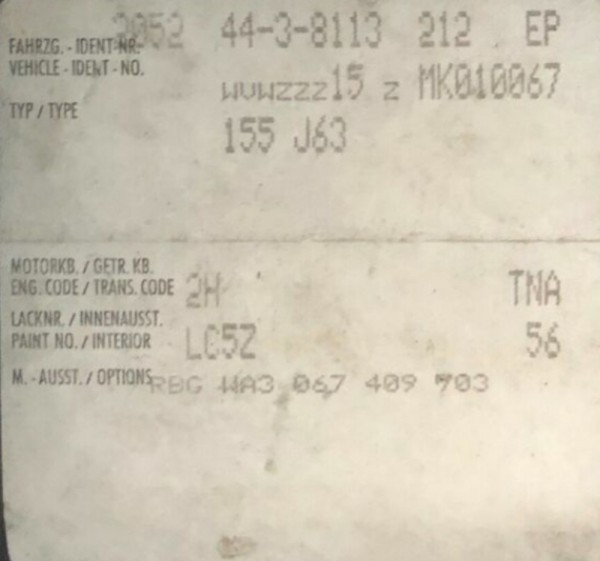 3052 44-3-8113 212 EP
FAHRZG. - IDENT-NR-
VEHICLE - IDENT - NO. WVWZZZ15 Z MK010067
TYP / TYPE 155 J63
MOTORKB. / GETR. KB.
ENG. CODE / TRANS. CODE 2H TNA
LACKNR. / INNENAUSST.
PAINT NO. / INTERIOR LC5Z 56
M. - AUSST. / OPTIONS RBG WA3 067 409 703